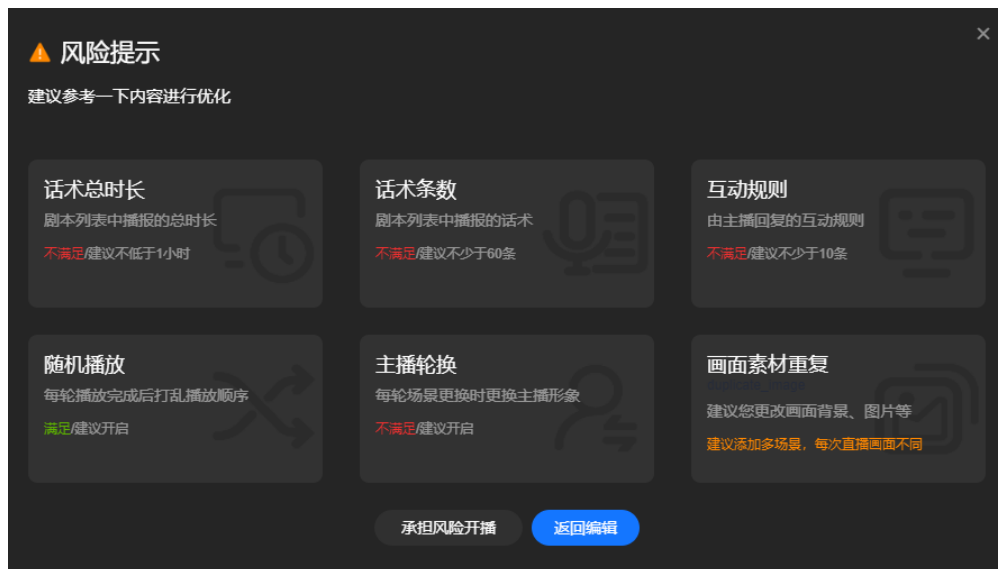 风险提示
建议参考一下内容进行优化
话术总时长
剧本列表中播报的总时长
不满足/建议不低于1小时
话术条数
剧本列表中播报的话术
不满足/建议不少于60条
互动规则
由主播回复的互动规则
不满足/建议不少于10条
随机播放
每轮播放完成后打乱播放顺序
满足/建议开启
主播轮换
每轮场景更换时更换主播形象
不满足/建议开启
画面素材重复
duplicate_image
建议您更改画面背景、图片等
建议添加多场景，每次直播画面不同
承担风险开播
返回编辑